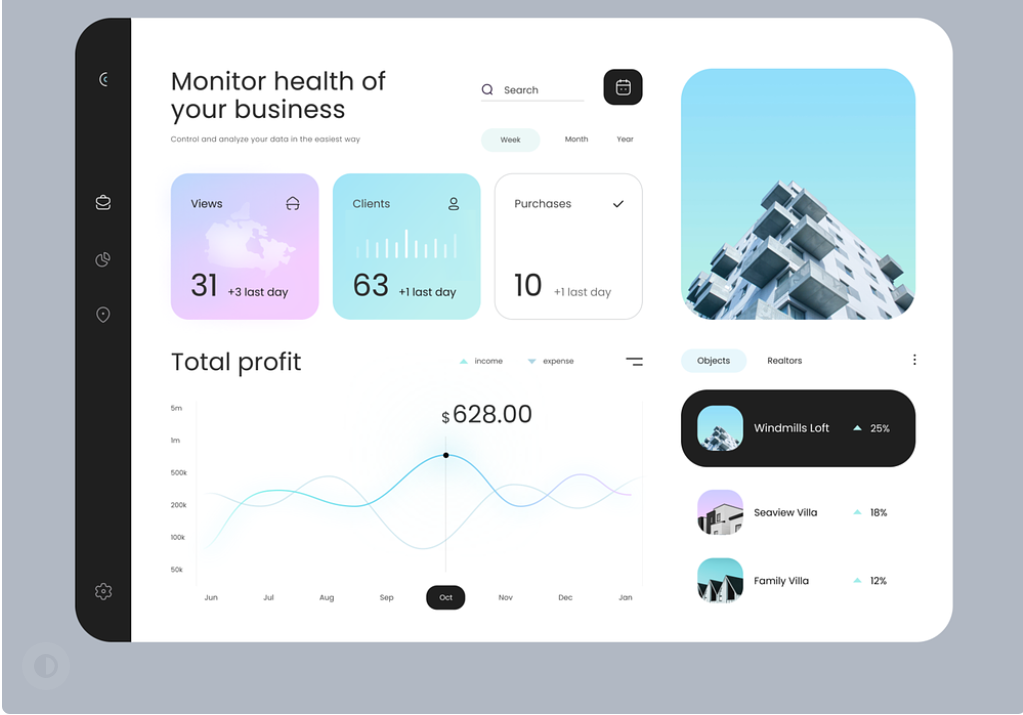 Monitor health of
your business
Control and analyze your data in the easiest way
Search
Week Month Year
Views
31 +3 last day
Clients
63 +1 last day
Purchases
10 +1 last day
Total profit
income expense
$628.00
5m
1m
500k
200k
100k
50k
Jun Jul Aug Sep Oct Nov Dec Jan
Objects Realtors
Windmills Loft 25%
Seaview Villa 18%
Family Villa 12%